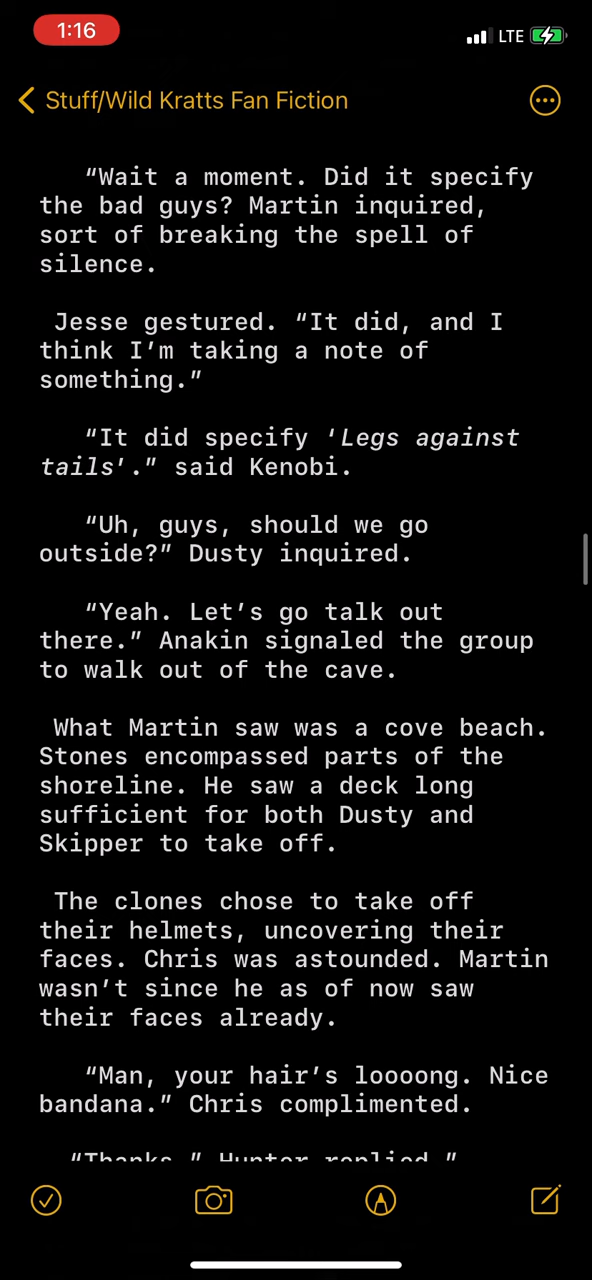 1:16
LTE
Stuff/Wild Kratts Fan Fiction
“Wait a moment. Did it specify
the bad guys? Martin inquired,
sort of breaking the spell of
silence.
Jesse gestured. “It did, and I
think I’m taking a note of
something.”
“It did specify ‘Legs against
tails’.” said Kenobi.
“Uh, guys, should we go
outside?” Dusty inquired.
“Yeah. Let’s go talk out
there.” Anakin signaled the group
to walk out of the cave.
What Martin saw was a cove beach.
Stones encompassed parts of the
shoreline. He saw a deck long
sufficient for both Dusty and
Skipper to take off.
The clones chose to take off
their helmets, uncovering their
faces. Chris was astounded. Martin
wasn’t since he as of now saw
their faces already.
“Man, your hair’s loooong. Nice
bandana.” Chris complimented.
“Thanks.” Hunter replied.”